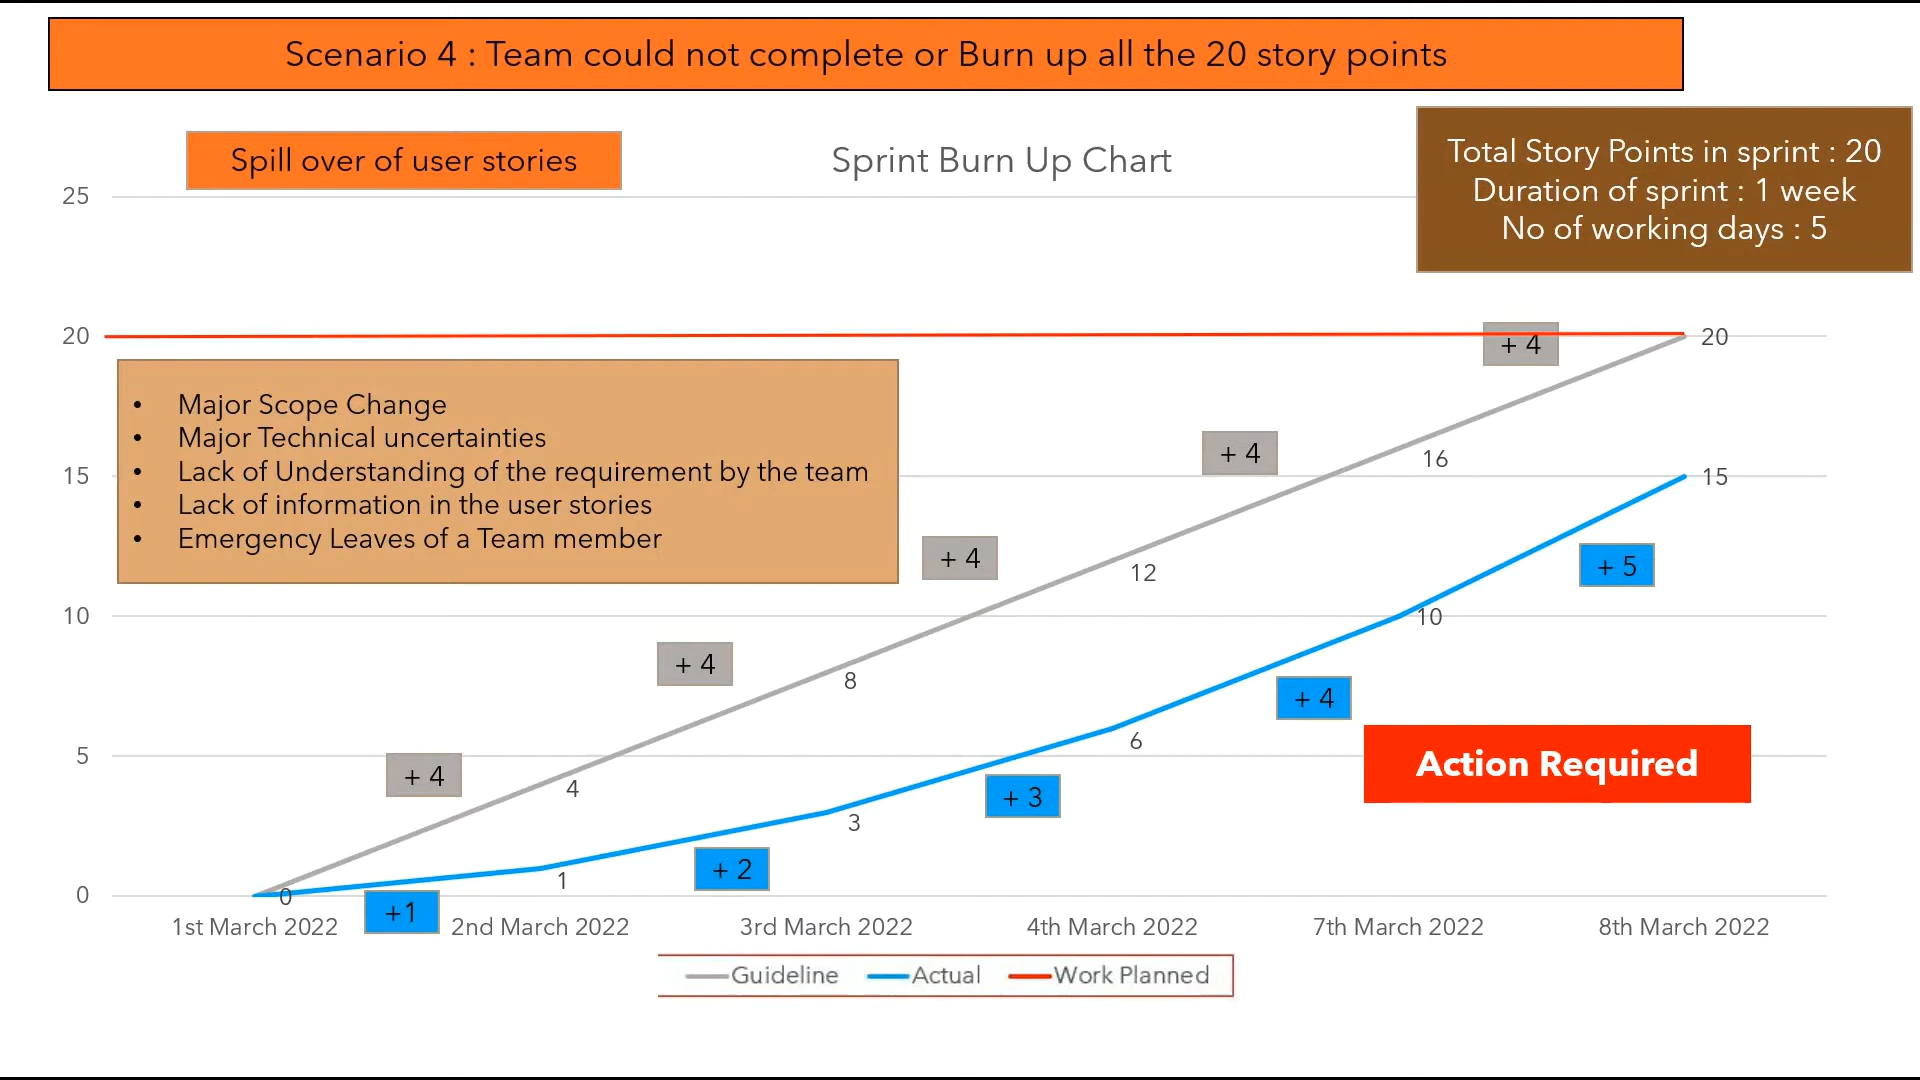 Scenario 4 : Team could not complete or Burn up all the 20 story points
Spill over of user stories
Sprint Burn Up Chart
Total Story Points in sprint : 20
Duration of sprint : 1 week
No of working days : 5
25
20
+ 4
20
• Major Scope Change
• Major Technical uncertainties
• Lack of Understanding of the requirement by the team
• Lack of information in the user stories
• Emergency Leaves of a Team member
+ 4
16
15
15
+ 4
12
+ 5
10
10
+ 4
8
+ 4
6
5
Action Required
+ 4
4
+ 3
3
+ 2
1
0
0
+1
1st March 2022
2nd March 2022
3rd March 2022
4th March 2022
7th March 2022
8th March 2022
Guideline
Actual
Work Planned